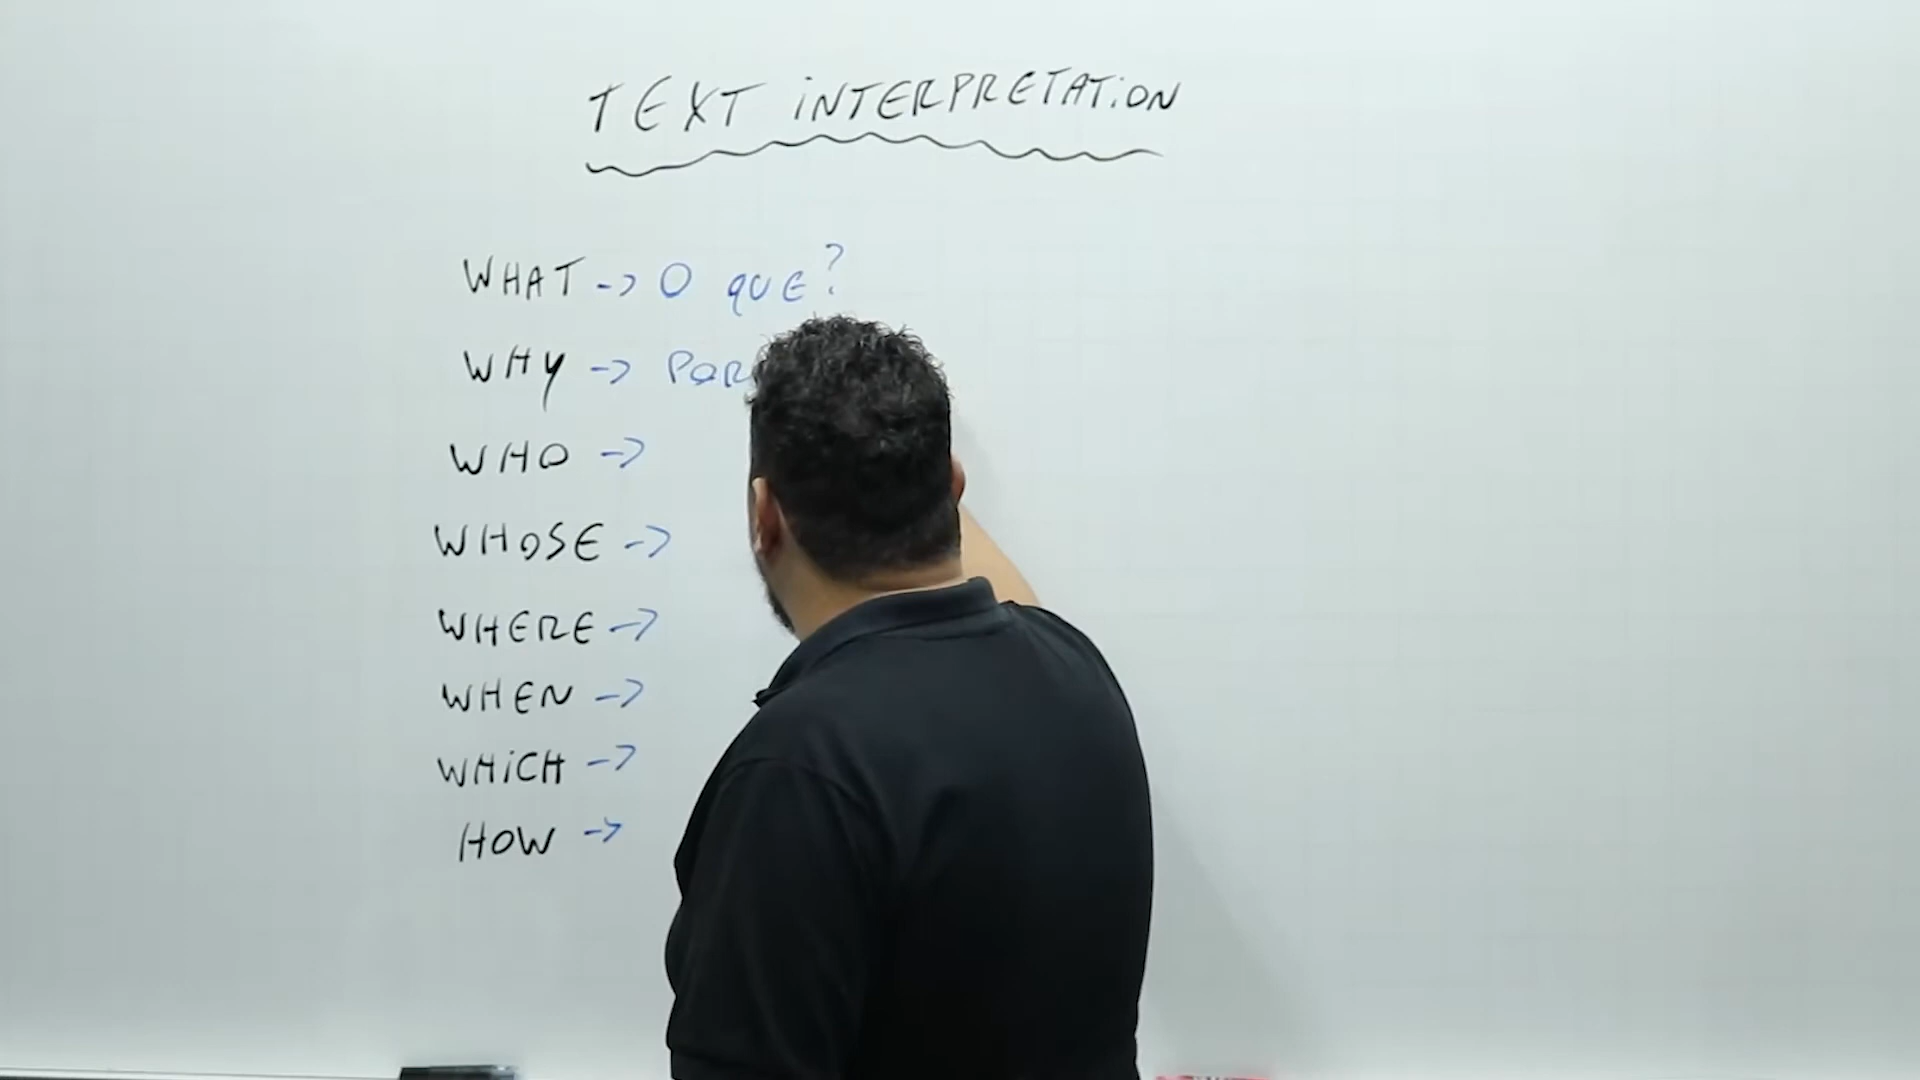 TEXT INTERPRETATION
WHAT -> O QUE?
WHY -> POR
WHO ->
WHOSE ->
WHERE ->
WHEN ->
WHICH ->
HOW ->